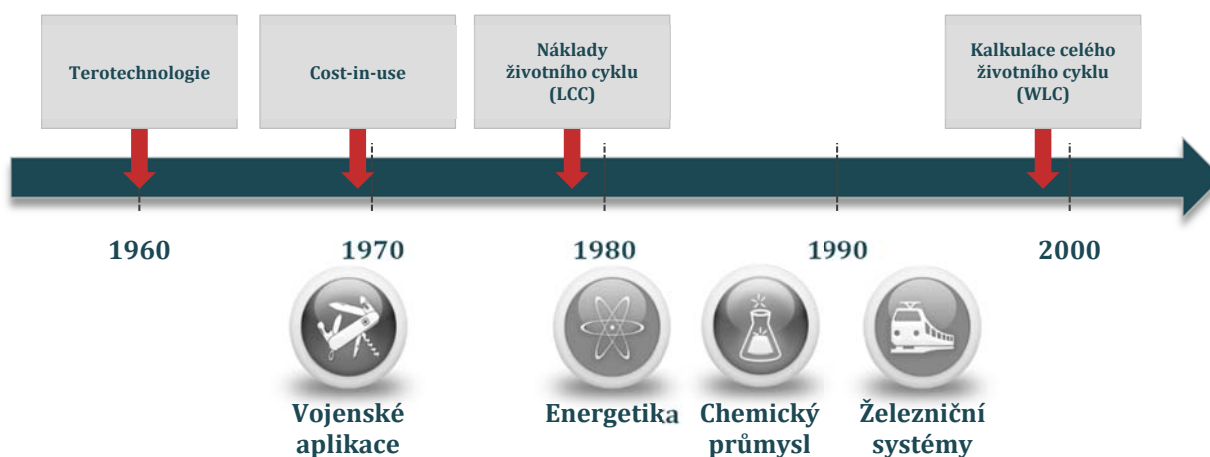 Terotechnologie
Cost-in-use
Náklady
životního cyklu
(LCC)
Kalkulace celého
životního cyklu
(WLC)
1960
1970
1980
1990
2000
Vojenské
aplikace
Energetika
Chemický
průmysl
Železniční
systémy